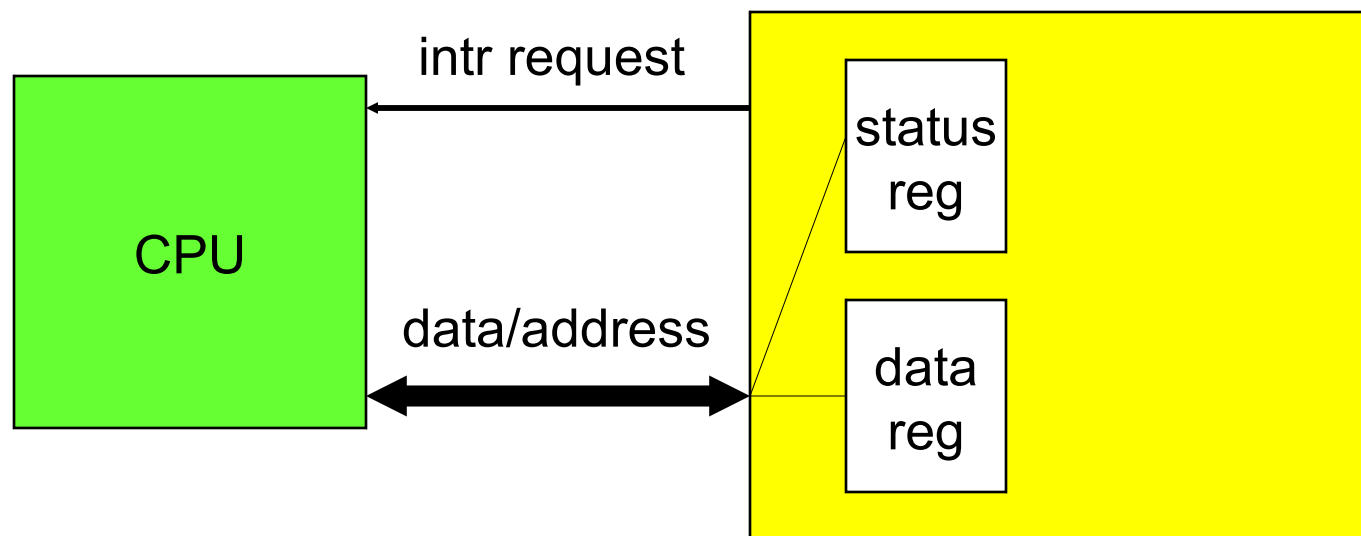 intr request
CPU
data/address
status
reg
data
reg